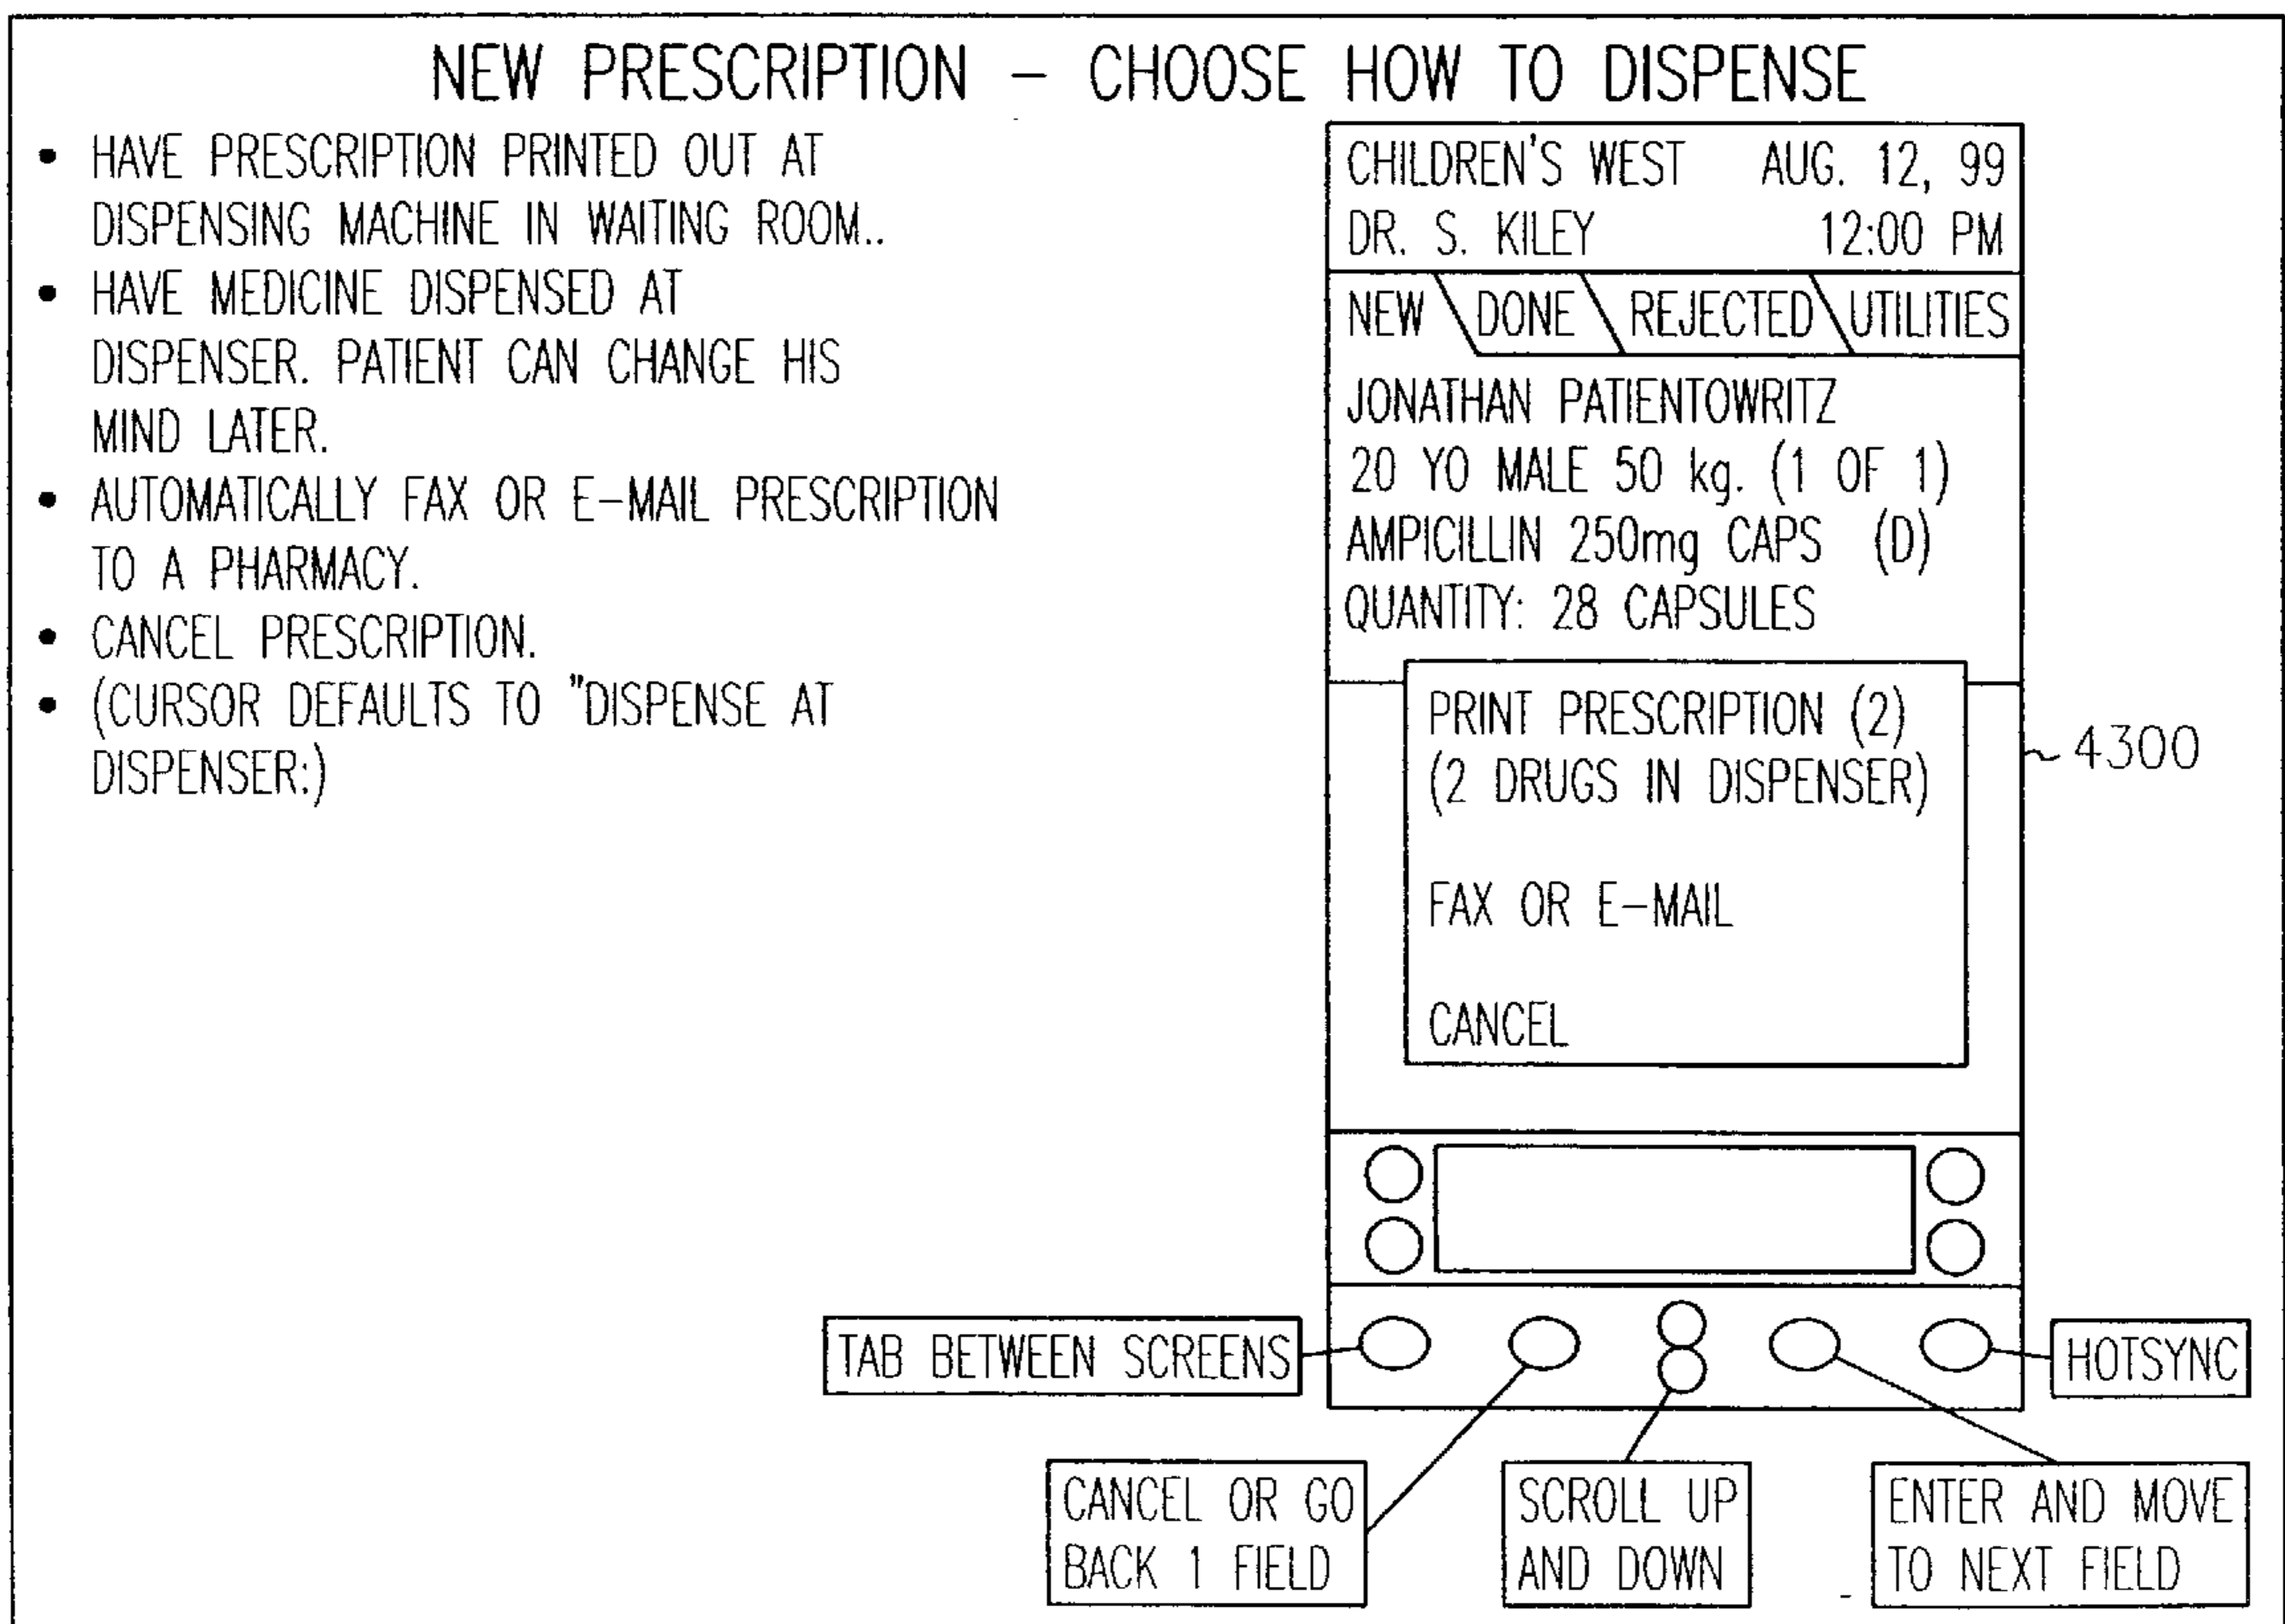 NEW PRESCRIPTION – CHOOSE HOW TO DISPENSE
• HAVE PRESCRIPTION PRINTED OUT AT
DISPENSING MACHINE IN WAITING ROOM..
• HAVE MEDICINE DISPENSED AT
DISPENSER. PATIENT CAN CHANGE HIS
MIND LATER.
• AUTOMATICALLY FAX OR E-MAIL PRESCRIPTION
TO A PHARMACY.
• CANCEL PRESCRIPTION.
• (CURSOR DEFAULTS TO "DISPENSE AT
DISPENSER:)
CHILDREN'S WEST AUG. 12, 99
DR. S. KILEY 12:00 PM
NEW DONE REJECTED UTILITIES
JONATHAN PATIENTOWRITZ
20 YO MALE 50 kg. (1 OF 1)
AMPICILLIN 250mg CAPS (D)
QUANTITY: 28 CAPSULES
PRINT PRESCRIPTION (2)
(2 DRUGS IN DISPENSER)
FAX OR E-MAIL
CANCEL
4300
TAB BETWEEN SCREENS
HOTSYNC
CANCEL OR GO
BACK 1 FIELD
SCROLL UP
AND DOWN
ENTER AND MOVE
TO NEXT FIELD